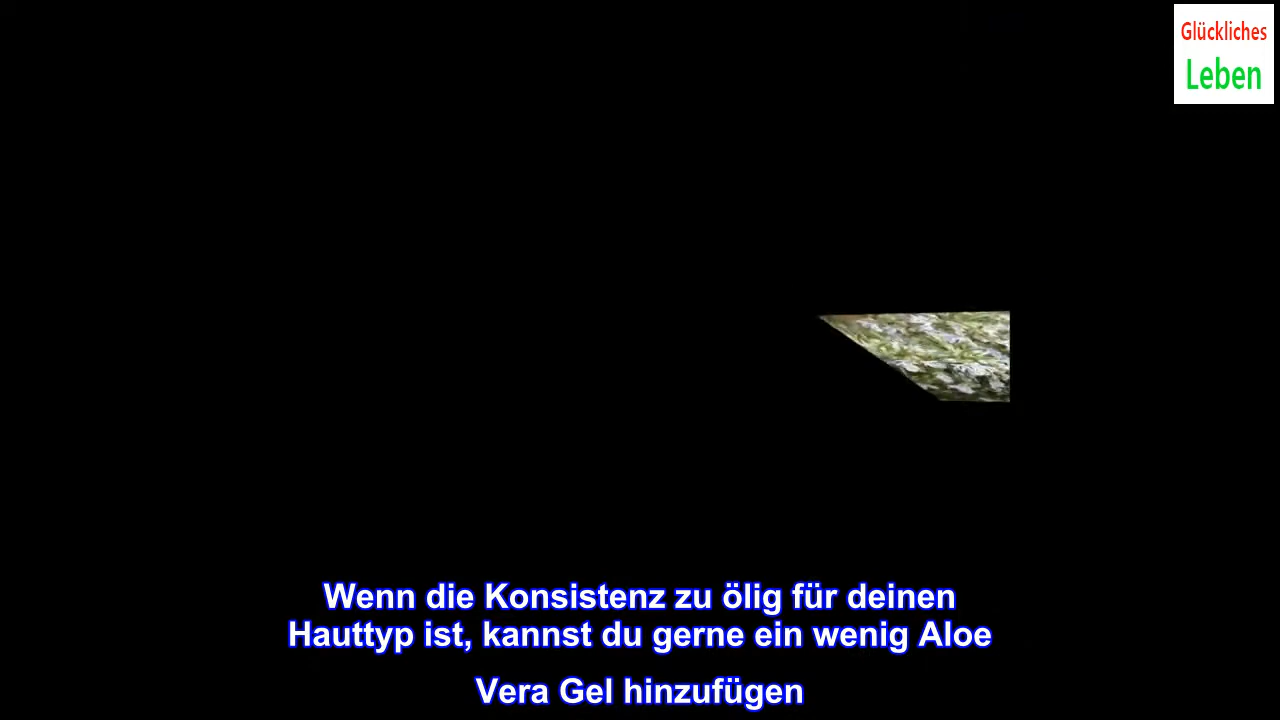 Glückliches
Leben
Wenn die Konsistenz zu ölig für deinen
Hauttyp ist, kannst du gerne ein wenig Aloe
Vera Gel hinzufügen